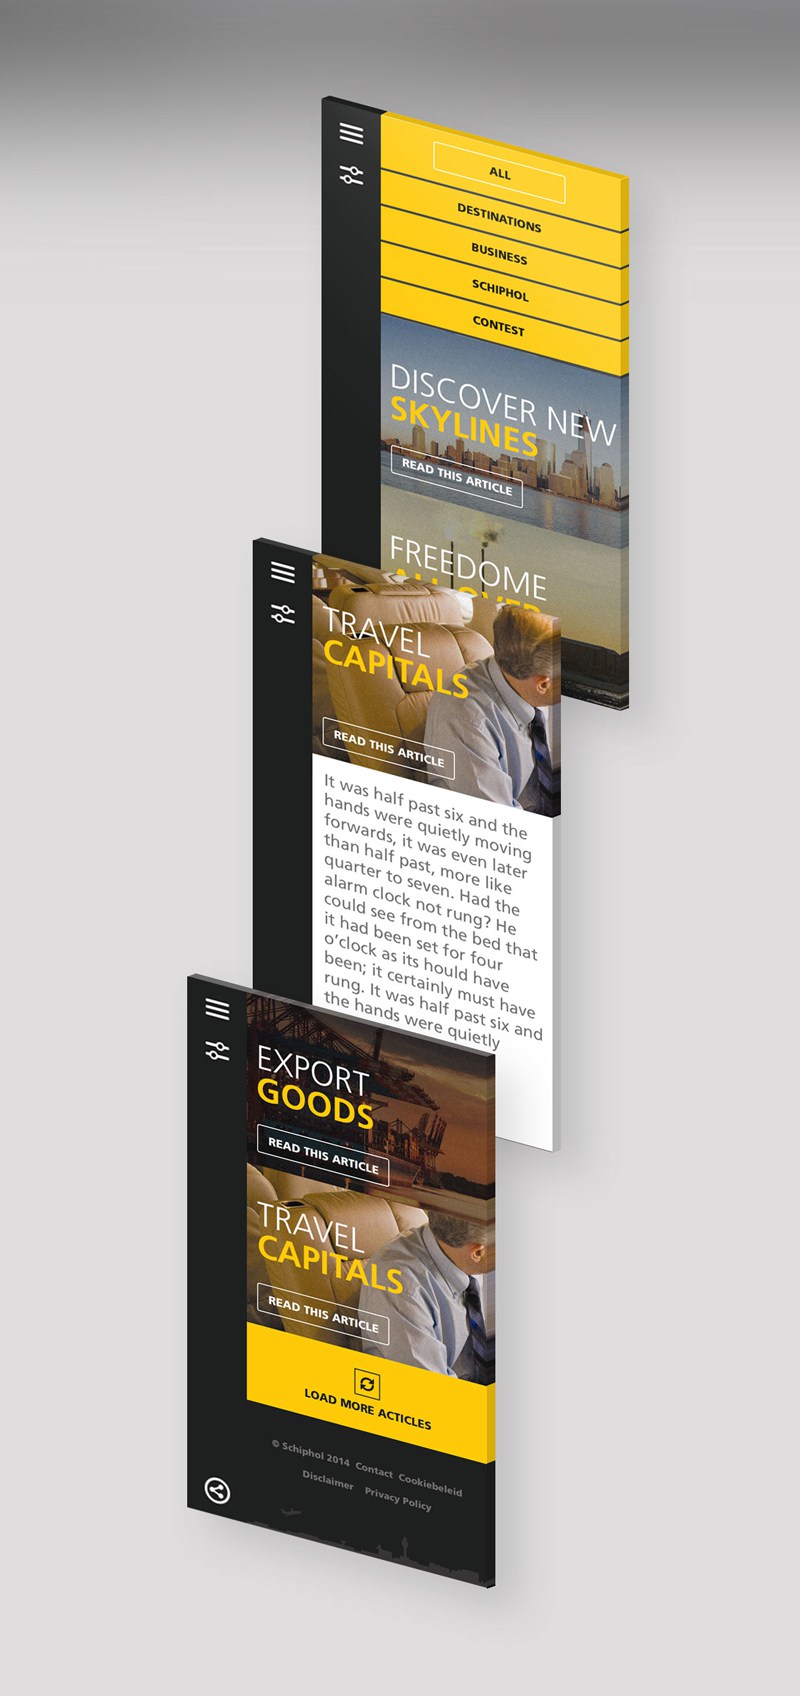 ALL
DESTINATIONS
BUSINESS
SCHIPHOL
CONTEST
DISCOVER NEW
SKYLINES
READ THIS ARTICLE
FREEDOME
ALL OVER
TRAVEL
CAPITALS
READ THIS ARTICLE
It was half past six and the
hands were quietly moving
forwards, it was even later
than half past, more like
quarter to seven. Had the
alarm clock not rung? He
could see from the bed that
it had been set for four
o’clock as its hould have
been; it certainly must have
rung. It was half past six and
the hands were quietly
EXPORT
GOODS
READ THIS ARTICLE
TRAVEL
CAPITALS
READ THIS ARTICLE
LOAD MORE ACTICLES
© Schiphol 2014 Contact Cookiebeleid
Disclaimer Privacy Policy